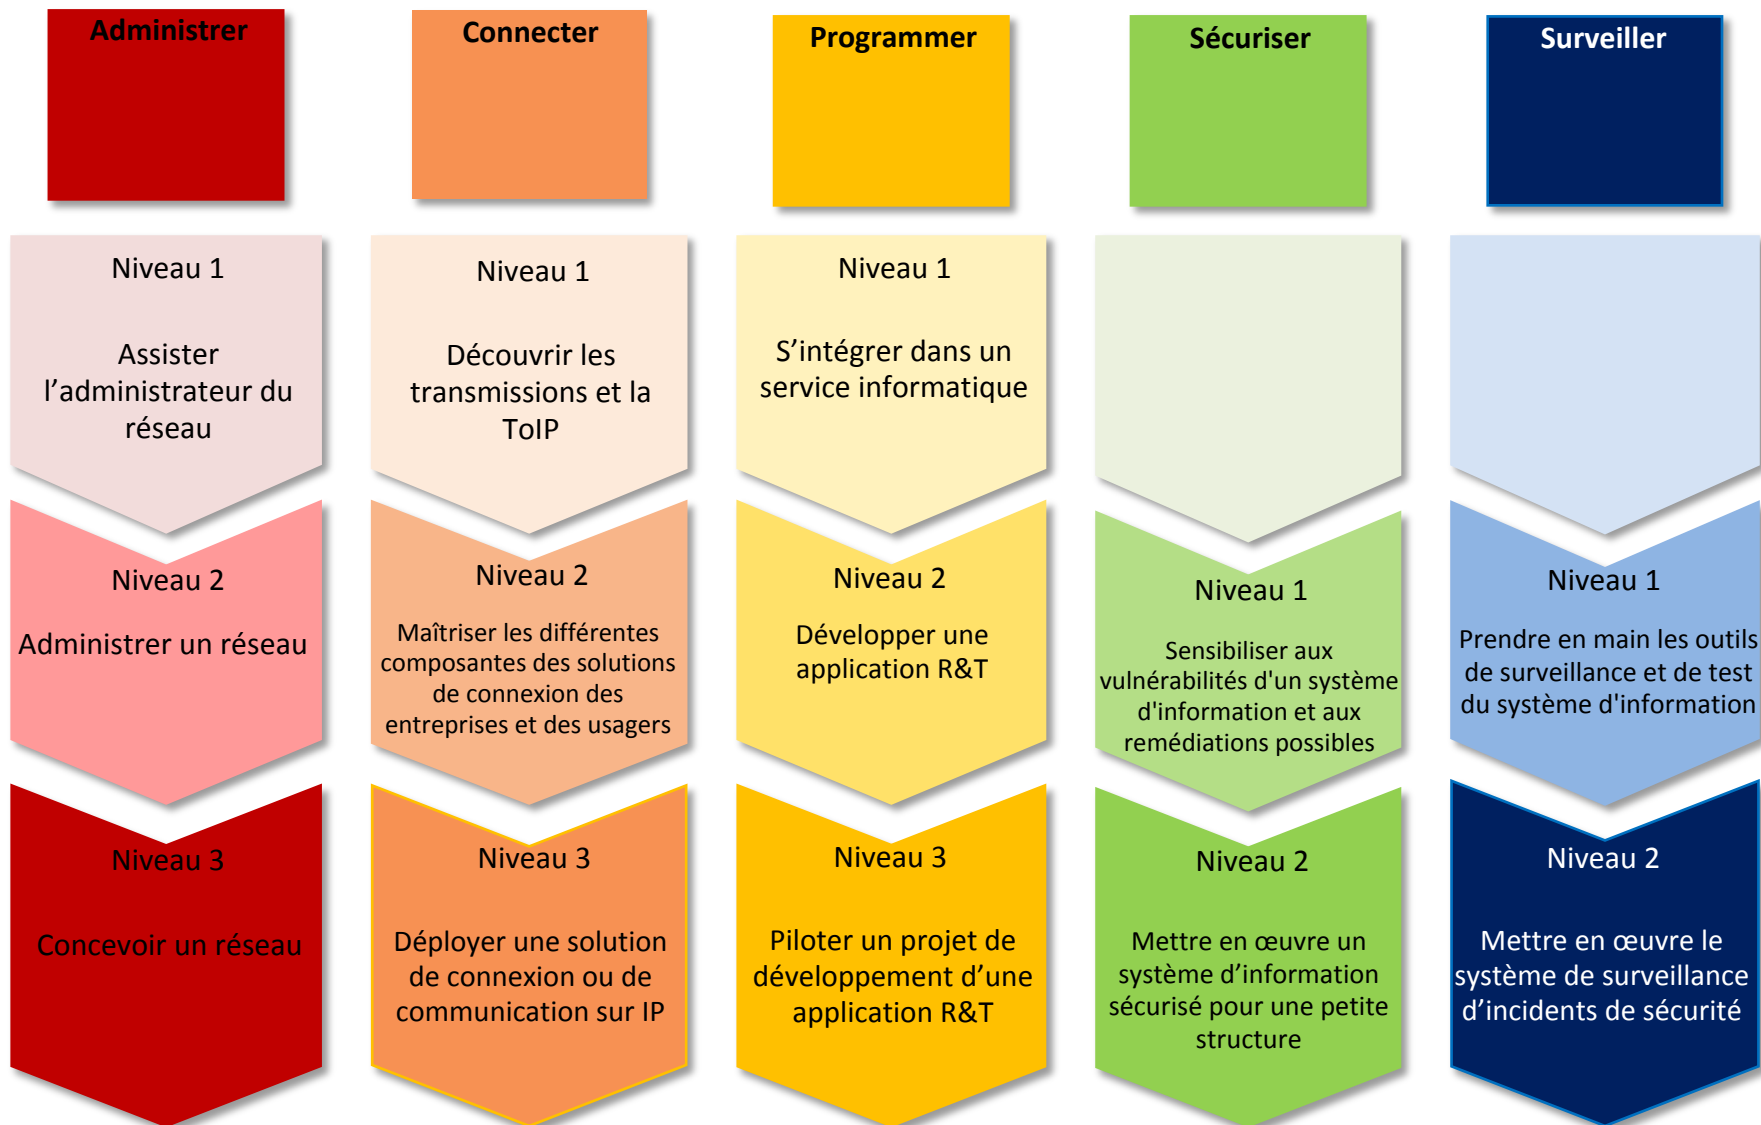 Administrer
Connecter
Programmer
Sécuriser
Surveiller
Niveau 1
Assister
l’administrateur du
réseau
Niveau 1
Découvrir les
transmissions et la
ToIP
Niveau 1
S’intégrer dans un
service informatique
Niveau 2
Administrer un réseau
Niveau 2
Maîtriser les différentes
composantes des solutions
de connexion des
entreprises et des usagers
Niveau 2
Développer une
application R&T
Niveau 1
Sensibiliser aux
vulnérabilités d'un système
d'information et aux
remédiations possibles
Niveau 1
Prendre en main les outils
de surveillance et de test
du système d'information
Niveau 3
Concevoir un réseau
Niveau 3
Déployer une solution
de connexion ou de
communication sur IP
Niveau 3
Piloter un projet de
développement d’une
application R&T
Niveau 2
Mettre en œuvre un
système d’information
sécurisé pour une petite
structure
Niveau 2
Mettre en œuvre le
système de surveillance
d’incidents de sécurité